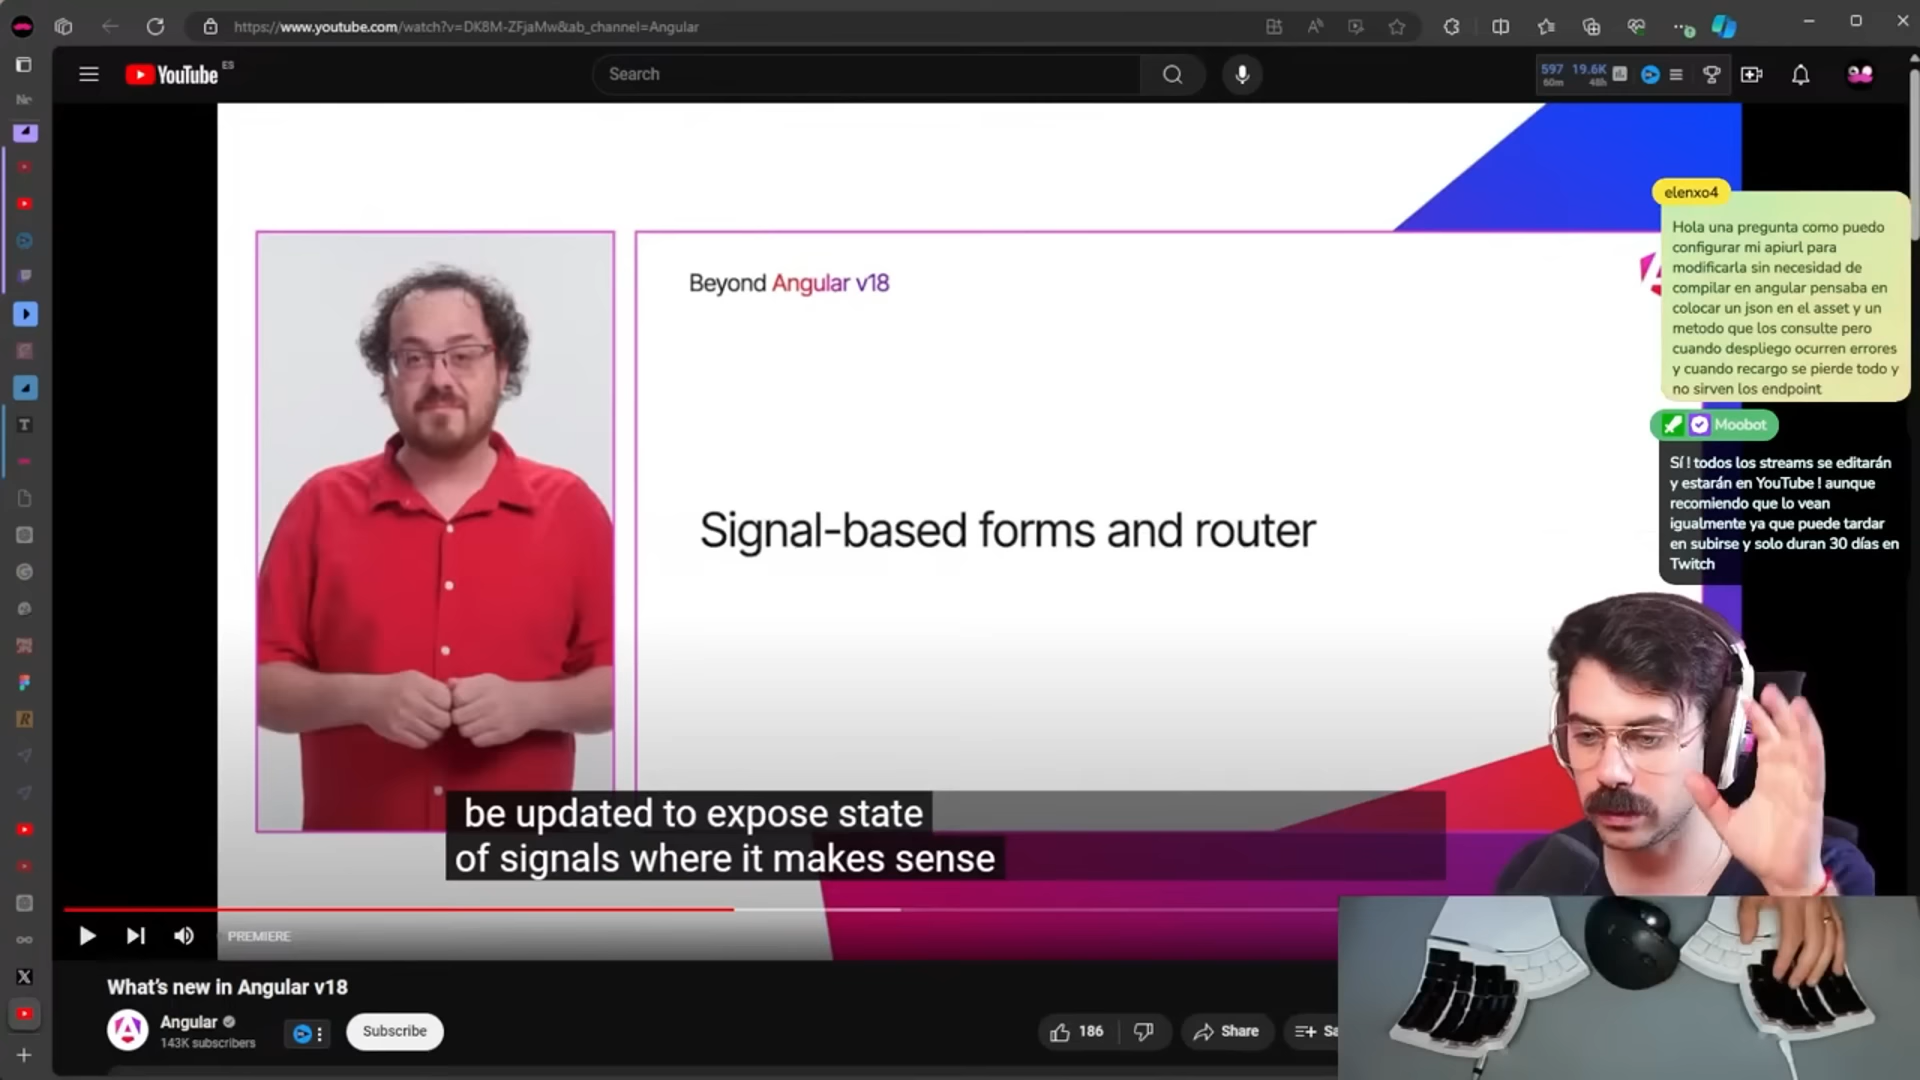 https://www.youtube.com/watch?v=DK8M-ZFjaMw&ab_channel=Angular
YouTube ES
Search
597 19.6K
60m 48h
elenxo4
Hola una pregunta como puedo
configurar mi apiurl para
modificarla sin necesidad de
compilar en angular pensaba en
colocar un json en el asset y un
metodo que los consulte pero
cuando despliego ocurren errores
y cuando recargo se pierde todo y
no sirven los endpoint
Moobot
Sí ! todos los streams se editarán
y estarán en YouTube ! aunque
recomiendo que lo vean
igualmente ya que puede tardar
en subirse y solo duran 30 días en
Twitch
Beyond Angular v18
Signal-based forms and router
be updated to expose state
of signals where it makes sense
PREMIERE
What's new in Angular v18
Angular
143K subscribers
Subscribe
186
Share
Sa